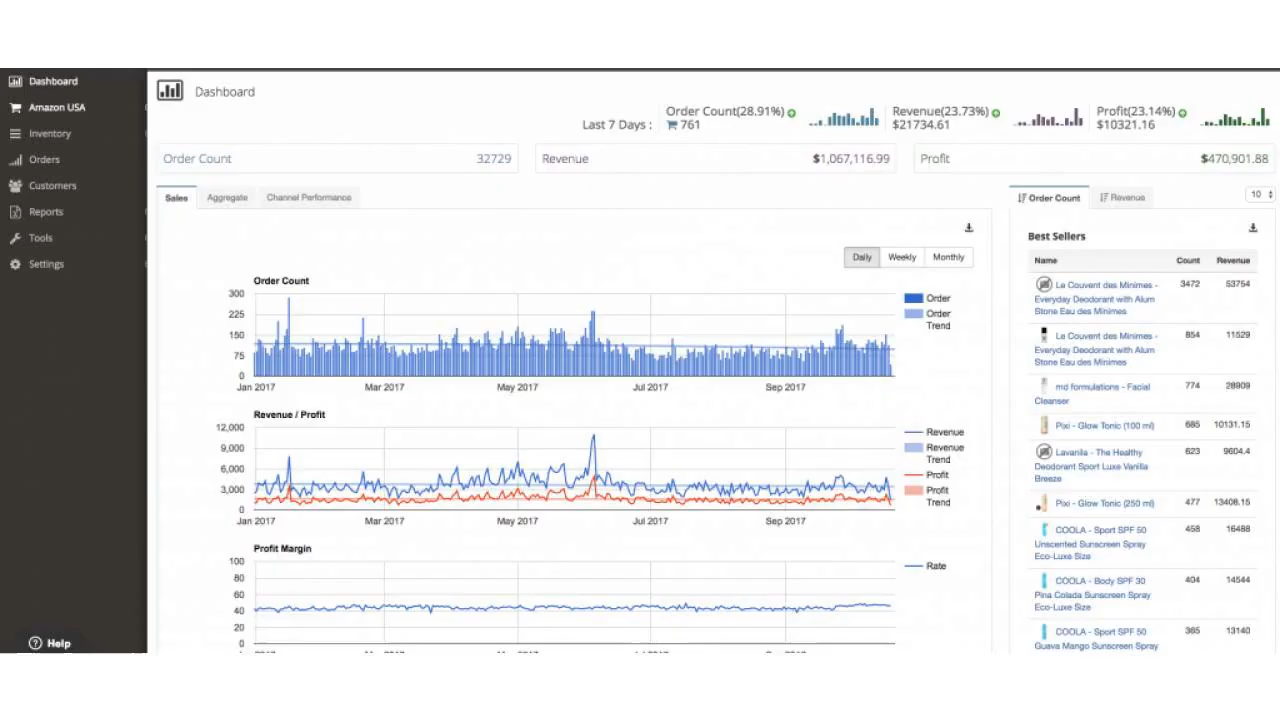 Dashboard
Amazon USA
Inventory
Orders
Customers
Reports
Tools
Settings
Help
Dashboard
Last 7 Days :
Order Count(28.91%)
761
Revenue(23.73%)
$21734.61
Profit(23.14%)
$10321.16
Order Count 32729
Revenue $1,067,116.99
Profit $470,901.88
Sales Aggregate Channel Performance
Daily Weekly Monthly
Order Count
300
225
150
75
0
Jan 2017 Mar 2017 May 2017 Jul 2017 Sep 2017
Order
Order
Trend
Revenue / Profit
12,000
9,000
6,000
3,000
0
Jan 2017 Mar 2017 May 2017 Jul 2017 Sep 2017
Revenue
Revenue
Trend
Profit
Profit
Trend
Profit Margin
100
80
60
40
20
0
Rate
Order Count Revenue
10
Best Sellers
Name Count Revenue
Le Couvent des Minimes - 3472 53754
Everyday Deodorant with Alum
Stone Eau des Minimes
Le Couvent des Minimes - 854 11529
Everyday Deodorant with Alum
Stone Eau des Minimes
md formulations - Facial 774 28909
Cleanser
Pixi - Glow Tonic (100 ml) 685 10131.15
Lavanila - The Healthy 623 9604.4
Deodorant Sport Luxe Vanilla
Breeze
Pixi - Glow Tonic (250 ml) 477 13408.15
COOLA - Sport SPF 50 458 16488
Unscented Sunscreen Spray
Eco-Luxe Size
COOLA - Body SPF 30 404 14544
Pina Colada Sunscreen Spray
Eco-Luxe Size
COOLA - Sport SPF 50 365 13140
Guava Mango Sunscreen Spray